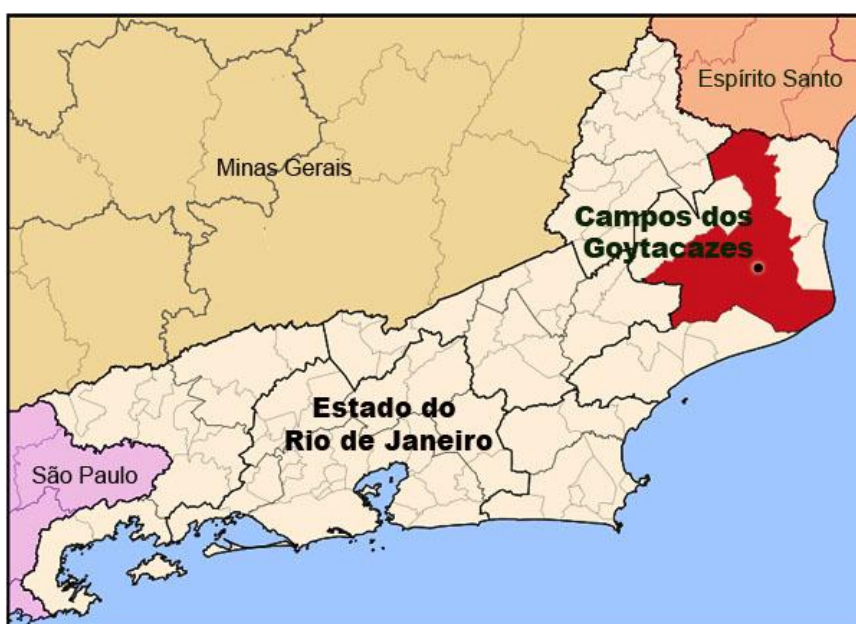 Espírito Santo
Minas Gerais
Campos dos
Goytacazes
Estado do
Rio de Janeiro
São Paulo